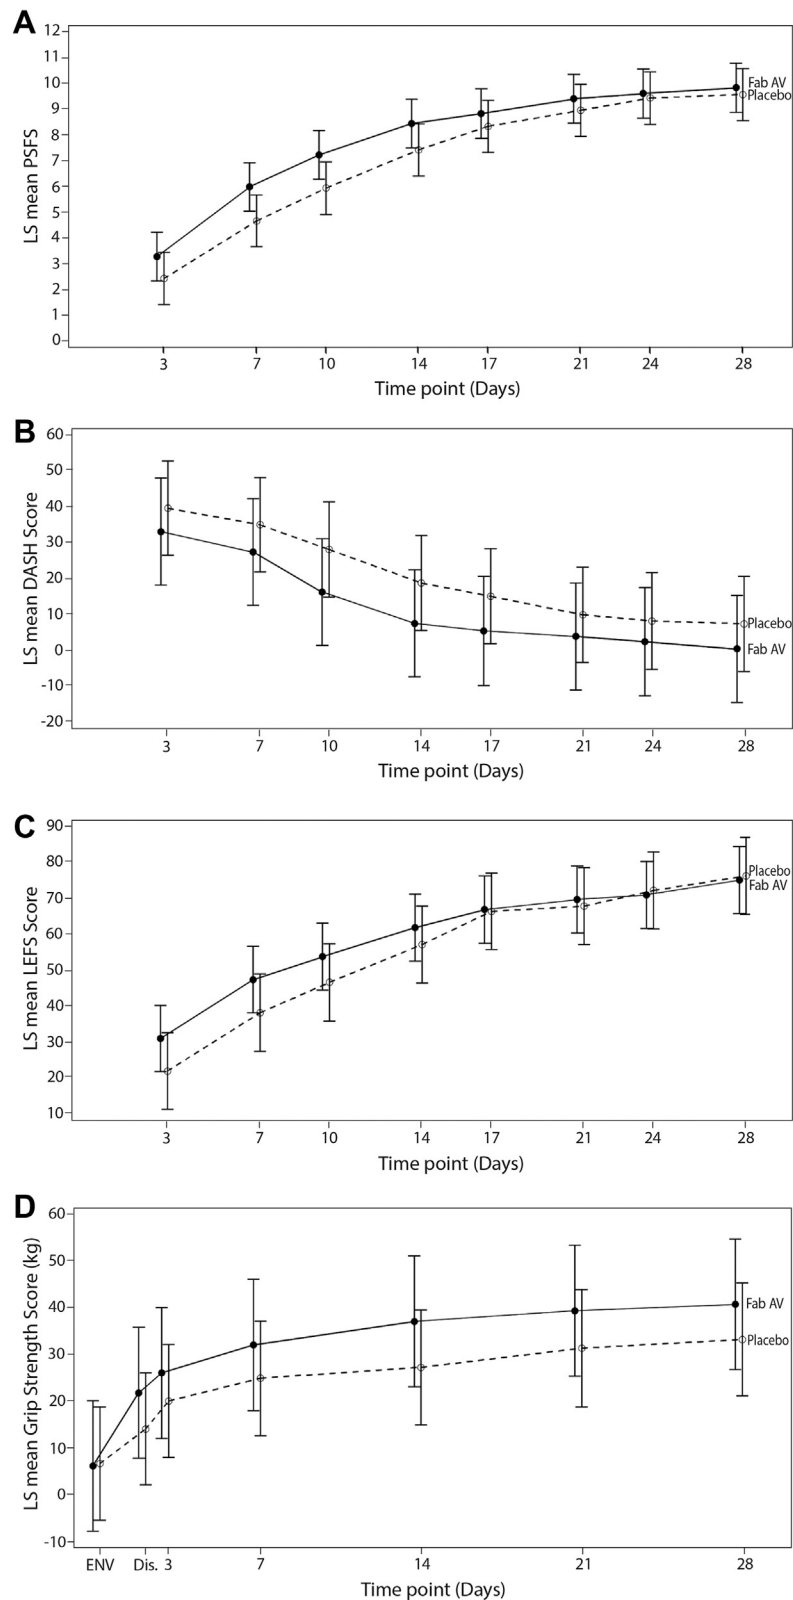 A
LS mean PSFS
12
11
10
9
8
7
6
5
4
3
2
1
0
Fab AV
Placebo
3 7 10 14 17 21 24 28
Time point (Days)
B
LS mean DASH Score
60
50
40
30
20
10
0
-10
-20
Placebo
Fab AV
3 7 10 14 17 21 24 28
Time point (Days)
C
LS mean LEFS Score
90
80
70
60
50
40
30
20
10
Placebo
Fab AV
3 7 10 14 17 21 24 28
Time point (Days)
D
LS mean Grip Strength Score (kg)
60
50
40
30
20
10
0
-10
Fab AV
Placebo
ENV Dis. 3 7 14 21 28
Time point (Days)